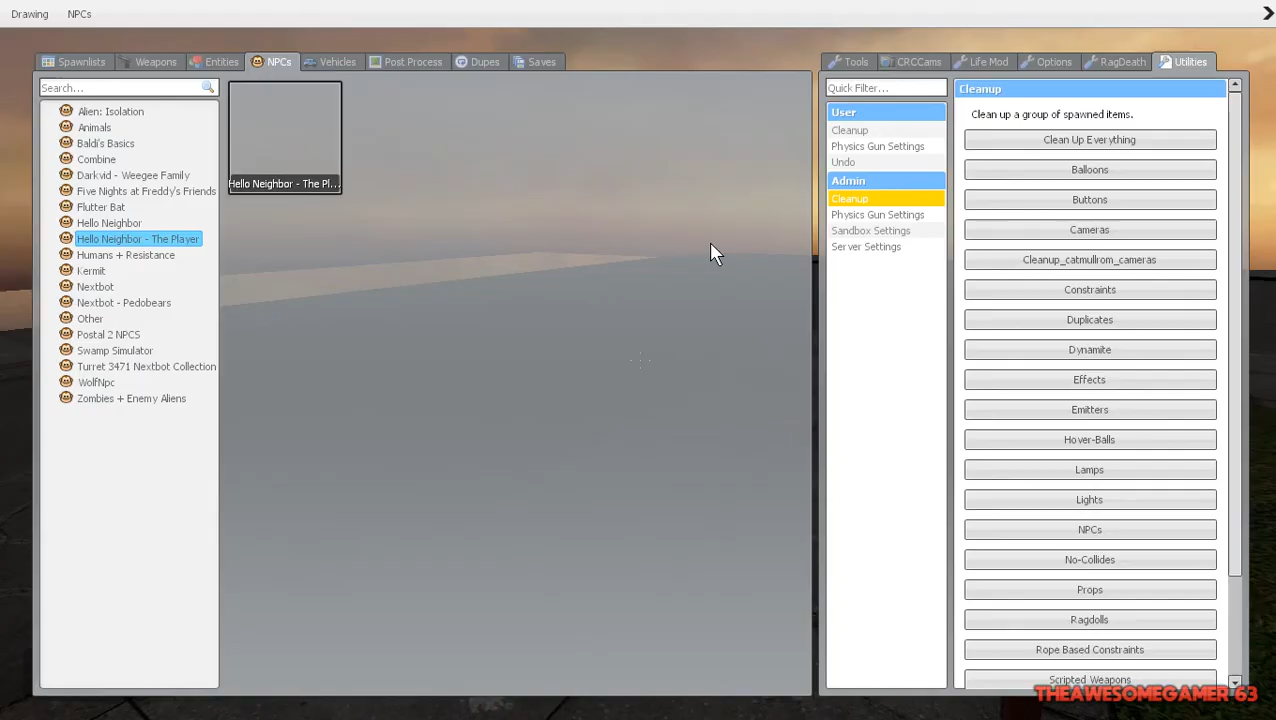 Drawing NPCs
Spawnlists Weapons Entities NPCs Vehicles Post Process Dupes Saves
Search...
Alien: Isolation
Animals
Baldi's Basics
Combine
Darkvid - Weegee Family
Five Nights at Freddy's Friends
Flutter Bat
Hello Neighbor
Hello Neighbor - The Player
Humans + Resistance
Kermit
Nextbot
Nextbot - Pedobears
Other
Postal 2 NPCS
Swamp Simulator
Turret 3471 Nextbot Collection
WolfNpc
Zombies + Enemy Aliens
Hello Neighbor - The Pl...
Tools CRCCams Life Mod Options RagDeath Utilities
Quick Filter...
User
Cleanup
Physics Gun Settings
Undo
Admin
Cleanup
Physics Gun Settings
Sandbox Settings
Server Settings
Cleanup
Clean up a group of spawned items.
Clean Up Everything
Balloons
Buttons
Cameras
Cleanup_catmullrom_cameras
Constraints
Duplicates
Dynamite
Effects
Emitters
Hover-Balls
Lamps
Lights
NPCs
No-Collides
Props
Ragdolls
Rope Based Constraints
Scripted Weapons
THEAWESOMEGAMER 63